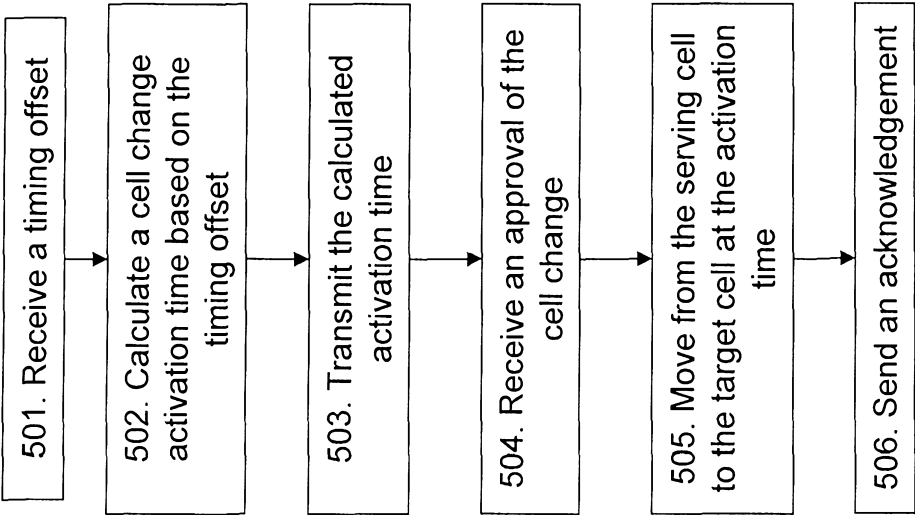 501. Receive a timing offset
502. Calculate a cell change
activation time based on the
timing offset
503. Transmit the calculated
activation time
504. Receive an approval of the
cell change
505. Move from the serving cell
to the target cell at the activation
time
506. Send an acknowledgement